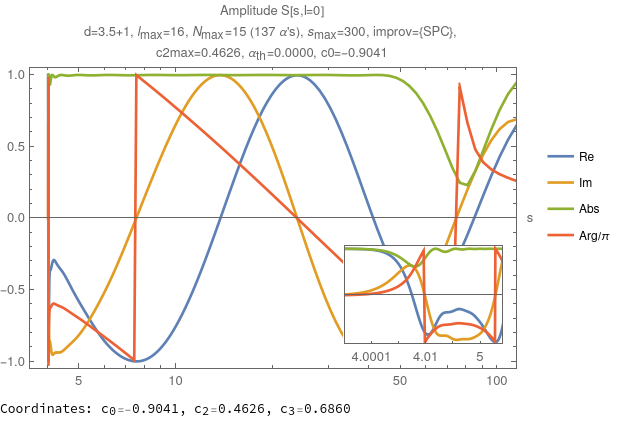 Amplitude S[s,l=0]
d=3.5+1, lmax=16, Nmax=15 (137 α's), smax=300, improv={SPC},
c2max=0.4626, αth=0.0000, c0=-0.9041
1.0
0.5
0.0
-0.5
-1.0
5
10
50
100
s
4.0001
4.01
5
Re
Im
Abs
Arg/π
Coordinates: c0=-0.9041, c2=0.4626, c3=0.6860